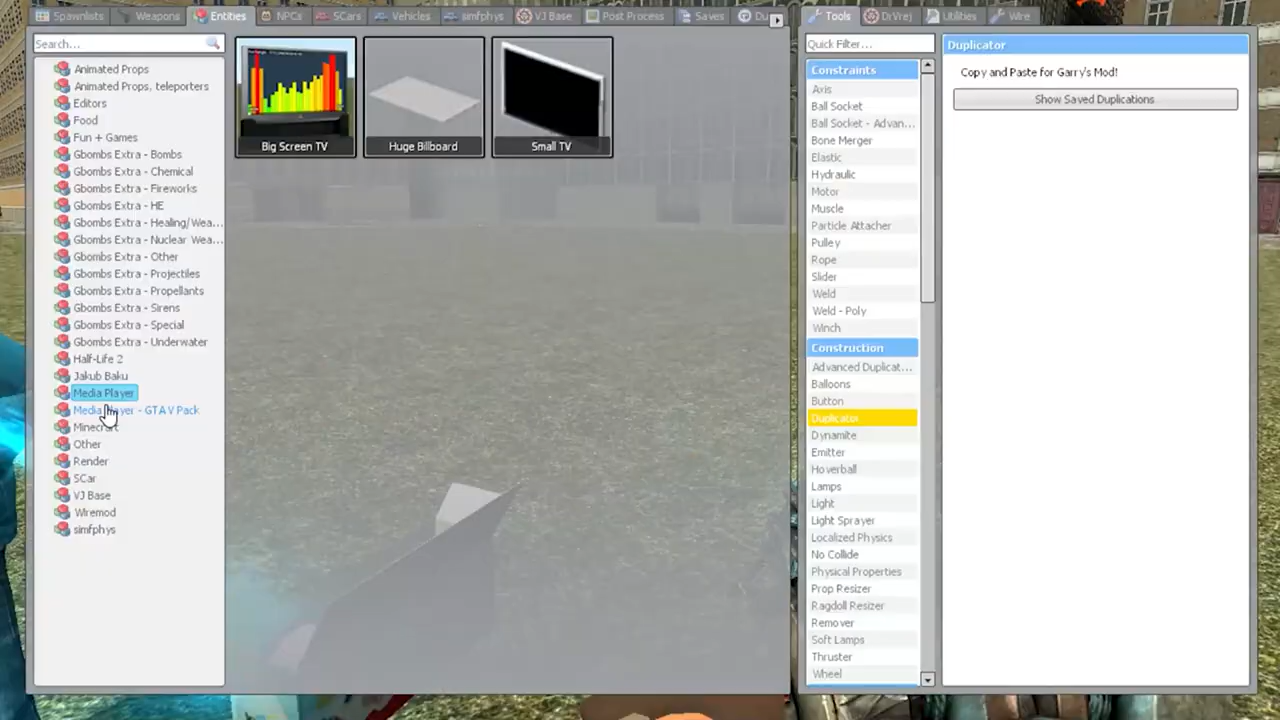 Spawnlists Weapons Entities NPCs SCars Vehicles simfphys VJ Base Post Process Saves Du
Search...
Animated Props
Animated Props, teleporters
Editors
Food
Fun + Games
Gbombs Extra - Bombs
Gbombs Extra - Chemical
Gbombs Extra - Fireworks
Gbombs Extra - HE
Gbombs Extra - Healing/Wea...
Gbombs Extra - Nuclear Wea...
Gbombs Extra - Other
Gbombs Extra - Projectiles
Gbombs Extra - Propellants
Gbombs Extra - Sirens
Gbombs Extra - Special
Gbombs Extra - Underwater
Half-Life 2
Jakub Baku
Media Player
Media Player - GTA V Pack
Minecraft
Other
Render
SCar
VJ Base
Wiremod
simfphys
Big Screen TV
Huge Billboard
Small TV
Tools DrVrej Utilities Wire
Quick Filter...
Constraints
Axis
Ball Socket
Ball Socket - Advan...
Bone Merger
Elastic
Hydraulic
Motor
Muscle
Particle Attacher
Pulley
Rope
Slider
Weld
Weld - Poly
Winch
Construction
Advanced Duplicat...
Balloons
Button
Duplicator
Dynamite
Emitter
Hoverball
Lamps
Light
Light Sprayer
Localized Physics
No Collide
Physical Properties
Prop Resizer
Ragdoll Resizer
Remover
Soft Lamps
Thruster
Wheel
Duplicator
Copy and Paste for Garry's Mod!
Show Saved Duplications